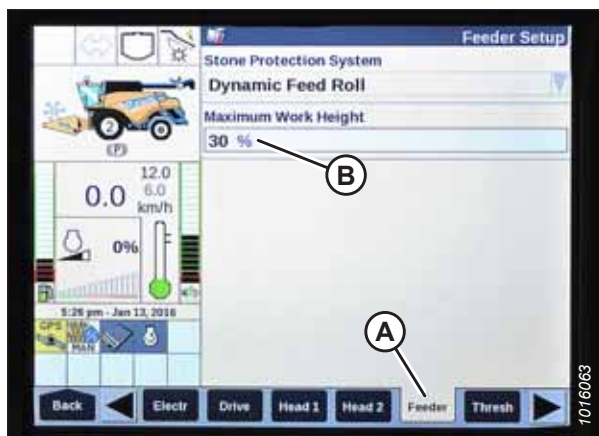 Feeder Setup
Stone Protection System
Dynamic Feed Roll
Maximum Work Height
30 %
B
2
(P)
12.0
0.0
6.0
km/h
F
0%
5:26 pm - Jan 13, 2016
GPS
MAN
A
Back
Electr
Drive
Head 1
Head 2
Feeder
Thresh
1016063